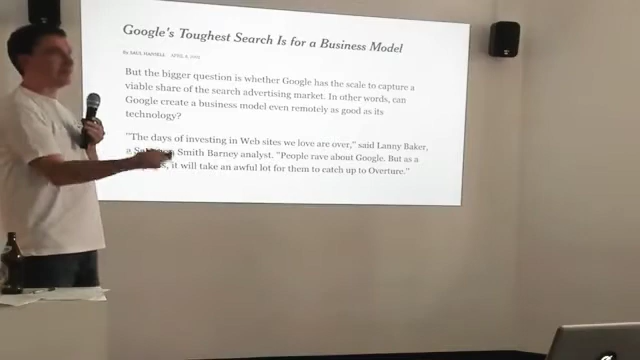 Google's Toughest Search Is for a Business Model
By SAUL HANSELL APRIL 8, 2002
But the bigger question is whether Google has the scale to capture a
viable share of the search advertising market. In other words, can
Google create a business model even remotely as good as its
technology?
"The days of investing in Web sites we love are over," said Lanny Baker,
a Smith Barney analyst. "People rave about Google. But as a
it will take an awful lot for them to catch up to Overture."